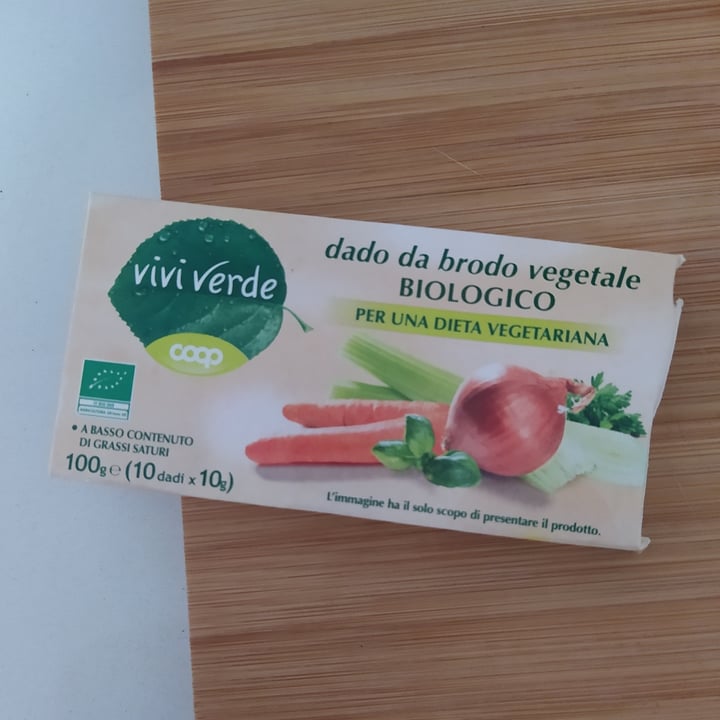 vivi verde
coop
dado da brodo vegetale
BIOLOGICO
PER UNA DIETA VEGETARIANA
• A BASSO CONTENUTO
DI GRASSI SATURI
100g e (10 dadi x 10g)
L'immagine ha il solo scopo di presentare il prodotto.